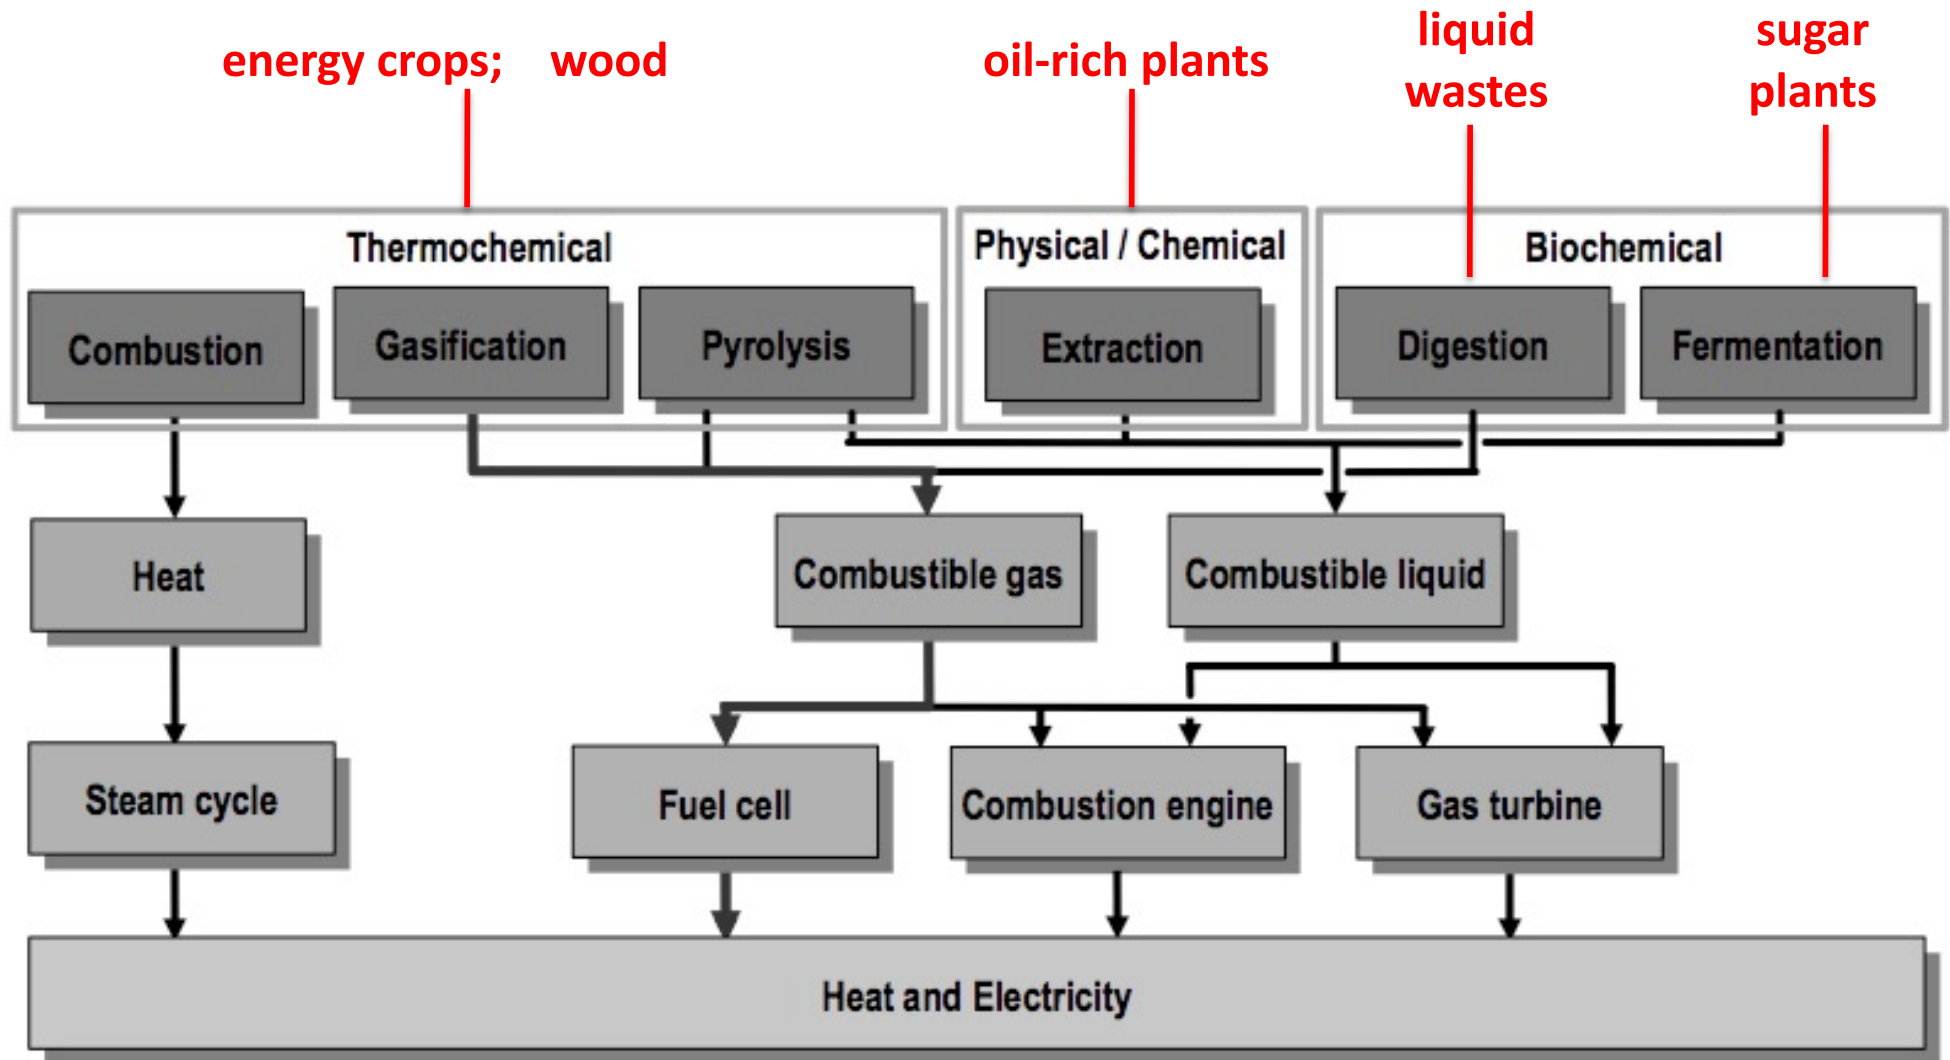 energy crops; wood
oil-rich plants
liquid
wastes
sugar
plants
Thermochemical
Physical / Chemical
Biochemical
Combustion
Gasification
Pyrolysis
Extraction
Digestion
Fermentation
Heat
Combustible gas
Combustible liquid
Steam cycle
Fuel cell
Combustion engine
Gas turbine
Heat and Electricity